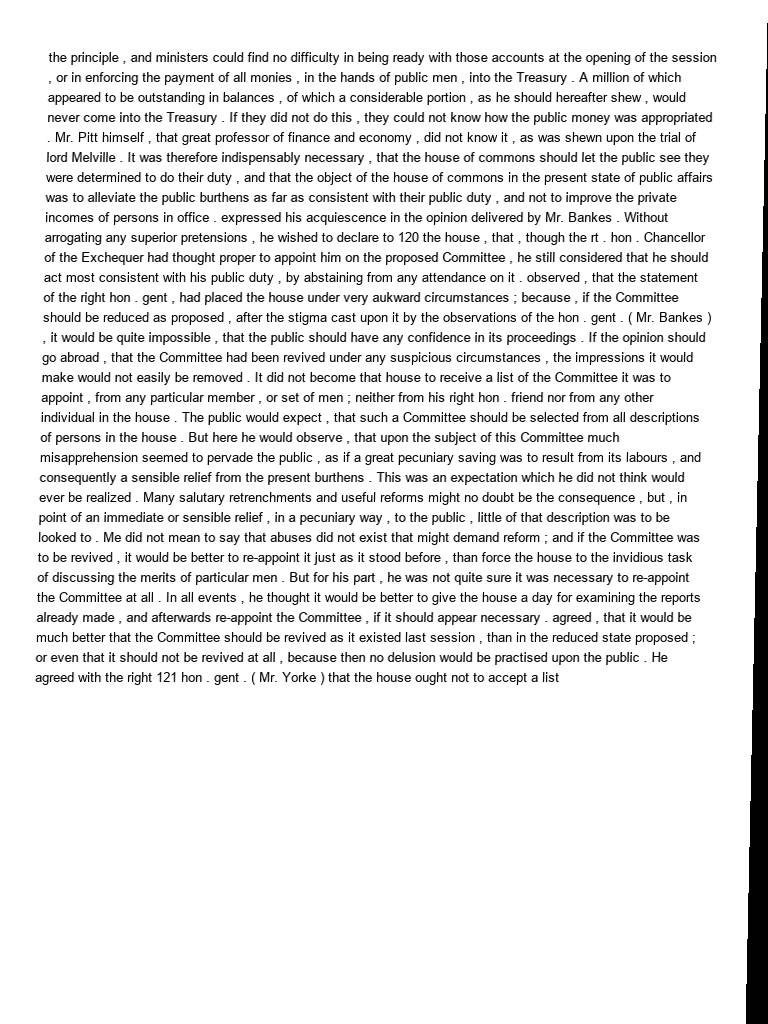 the principle , and ministers could find no difficulty in being ready with those accounts at the opening of the session
, or in enforcing the payment of all monies , in the hands of public men , into the Treasury . A million of which
appeared to be outstanding in balances , of which a considerable portion , as he should hereafter shew , would
never come into the Treasury . If they did not do this , they could not know how the public money was appropriated
. Mr. Pitt himself , that great professor of finance and economy , did not know it , as was shewn upon the trial of
lord Melville . It was therefore indispensably necessary , that the house of commons should let the public see they
were determined to do their duty , and that the object of the house of commons in the present state of public affairs
was to alleviate the public burthens as far as consistent with their public duty , and not to improve the private
incomes of persons in office . expressed his acquiescence in the opinion delivered by Mr. Bankes . Without
arrogating any superior pretensions , he wished to declare to 120 the house , that , though the rt . hon . Chancellor
of the Exchequer had thought proper to appoint him on the proposed Committee , he still considered that he should
act most consistent with his public duty , by abstaining from any attendance on it . observed , that the statement
of the right hon . gent , had placed the house under very aukward circumstances ; because , if the Committee
should be reduced as proposed , after the stigma cast upon it by the observations of the hon . gent . ( Mr. Bankes )
, it would be quite impossible , that the public should have any confidence in its proceedings . If the opinion should
go abroad , that the Committee had been revived under any suspicious circumstances , the impressions it would
make would not easily be removed . It did not become that house to receive a list of the Committee it was to
appoint , from any particular member , or set of men ; neither from his right hon . friend nor from any other
individual in the house . The public would expect , that such a Committee should be selected from all descriptions
of persons in the house . But here he would observe , that upon the subject of this Committee much
misapprehension seemed to pervade the public , as if a great pecuniary saving was to result from its labours , and
consequently a sensible relief from the present burthens . This was an expectation which he did not think would
ever be realized . Many salutary retrenchments and useful reforms might no doubt be the consequence , but , in
point of an immediate or sensible relief , in a pecuniary way , to the public , little of that description was to be
looked to . Me did not mean to say that abuses did not exist that might demand reform ; and if the Committee was
to be revived , it would be better to re-appoint it just as it stood before , than force the house to the invidious task
of discussing the merits of particular men . But for his part , he was not quite sure it was necessary to re-appoint
the Committee at all . In all events , he thought it would be better to give the house a day for examining the reports
already made , and afterwards re-appoint the Committee , if it should appear necessary . agreed , that it would be
much better that the Committee should be revived as it existed last session , than in the reduced state proposed ;
or even that it should not be revived at all , because then no delusion would be practised upon the public . He
agreed with the right 121 hon . gent . ( Mr. Yorke ) that the house ought not to accept a list